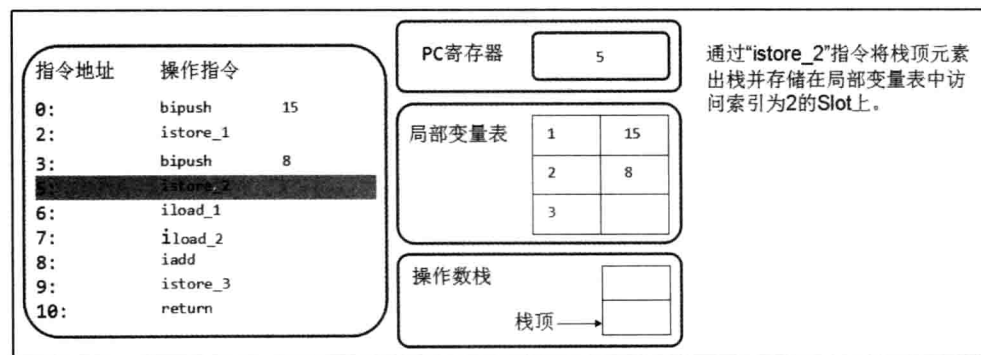 指令地址 操作指令
0: bipush 15
2: istore_1
3: bipush 8
5: istore_2
6: iload_1
7: iload_2
8: iadd
9: istore_3
10: return
PC寄存器 5
局部变量表 1 15
2 8
3
操作数栈
栈顶
通过“istore_2”指令将栈顶元素
出栈并存储在局部变量表中访
问索引为2的Slot上。